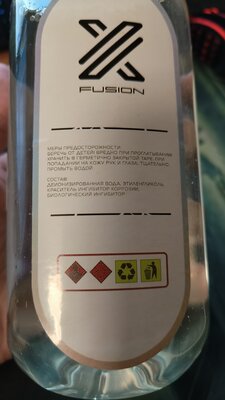 FUSION
МЕРЫ ПРЕДОСТОРОЖНОСТИ:
БЕРЕЧЬ ОТ ДЕТЕЙ! ВРЕДНО ПРИ ПРОГЛАТЫВАНИИ.
ХРАНИТЬ В ГЕРМЕТИЧНО ЗАКРЫТОЙ ТАРЕ. ПРИ
ПОПАДАНИИ НА КОЖУ РУК И ГЛАЗА, ТЩАТЕЛЬНО
ПРОМЫТЬ ВОДОЙ.
СОСТАВ:
ДЕИОНИЗИРОВАННАЯ ВОДА, ЭТИЛЕНГЛИКОЛЬ,
КРАСИТЕЛЬ, ИНГИБИТОР КОРРОЗИИ,
БИОЛОГИЧЕСКИЙ ИНГИБИТОР.